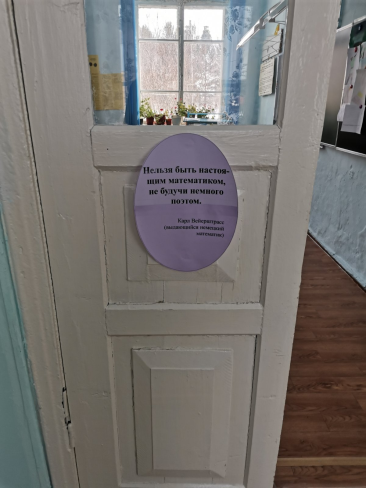 Нельзя быть настоя-
щим математиком,
не будучи немного
поэтом.
Карл Вейерштрасс
(выдающийся немецкий
математик)